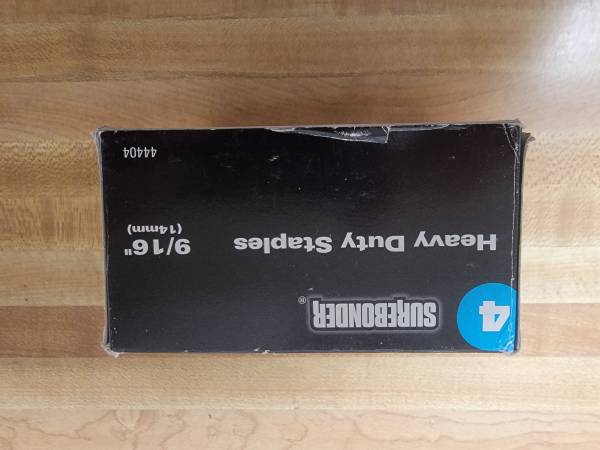 4
SUREBONDER®
Heavy Duty Staples
9/16"
(14mm)
44404